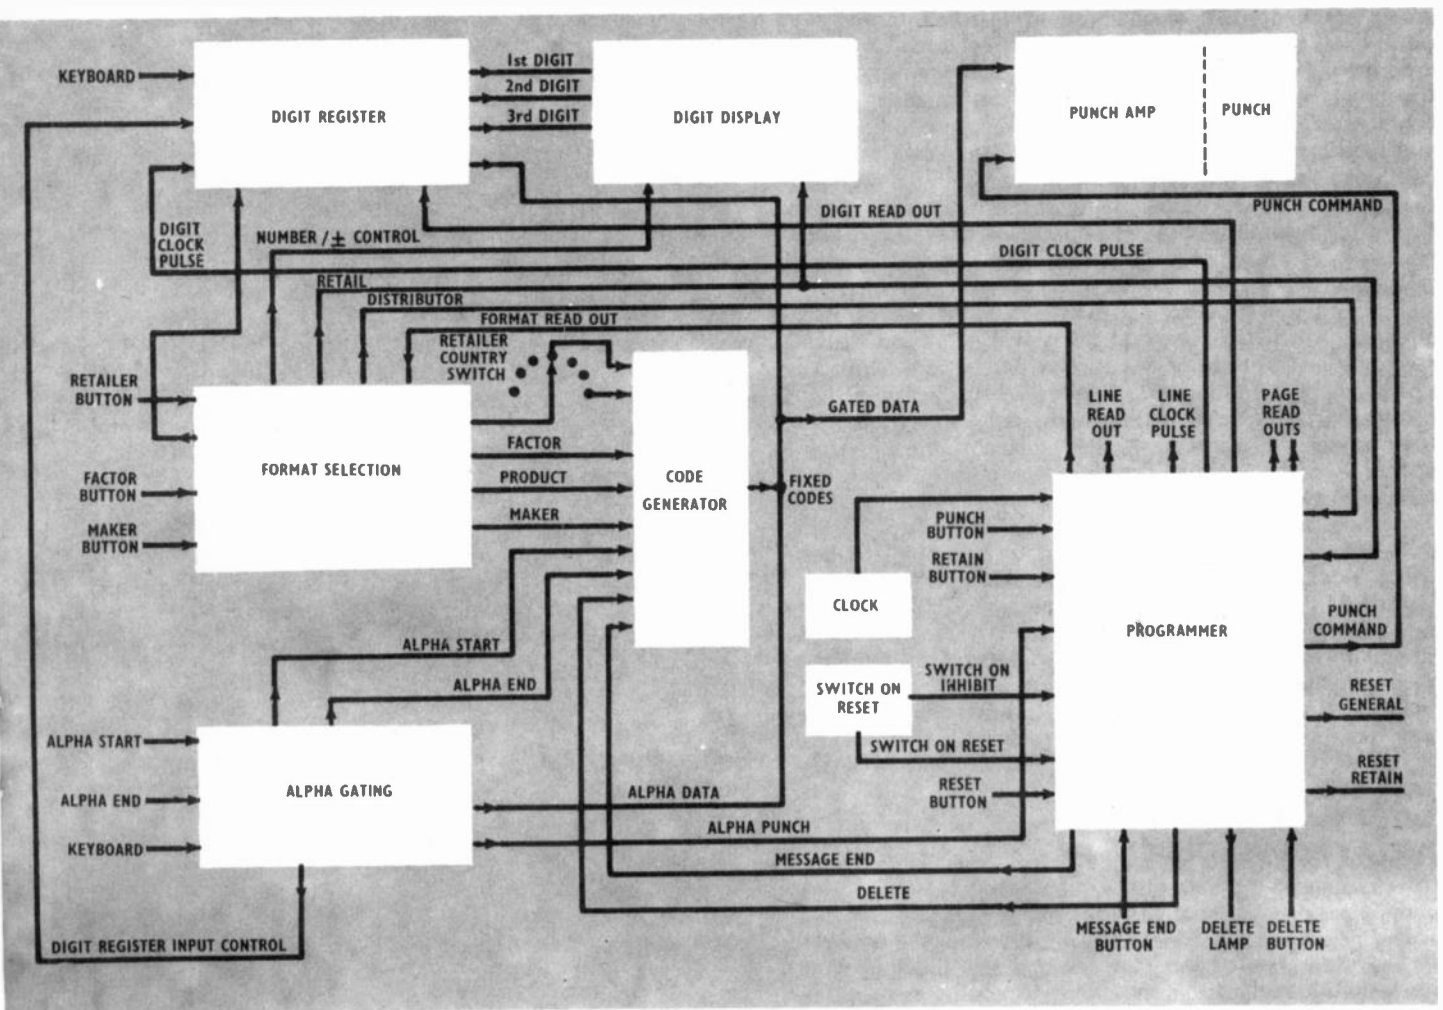 KEYBOARD
DIGIT REGISTER
1st DIGIT
2nd DIGIT
3rd DIGIT
DIGIT DISPLAY
PUNCH AMP
PUNCH
PUNCH COMMAND
DIGIT READ OUT
DIGIT
CLOCK
PULSE
NUMBER / ± CONTROL
DIGIT CLOCK PULSE
RETAIL
DISTRIBUTOR
FORMAT READ OUT
RETAILER
COUNTRY
SWITCH
RETAILER
BUTTON
FORMAT SELECTION
FACTOR
BUTTON
MAKER
BUTTON
FACTOR
PRODUCT
MAKER
CODE
GENERATOR
GATED DATA
FIXED
CODES
LINE
READ
OUT
LINE
CLOCK
PULSE
PAGE
READ
OUTS
PUNCH
BUTTON
RETAIN
BUTTON
CLOCK
PROGRAMMER
PUNCH
COMMAND
SWITCH ON
RESET
SWITCH ON
INHIBIT
RESET
GENERAL
SWITCH ON RESET
RESET
BUTTON
RESET
RETAIN
ALPHA START
ALPHA END
ALPHA START
ALPHA END
KEYBOARD
ALPHA GATING
ALPHA DATA
ALPHA PUNCH
MESSAGE END
DELETE
MESSAGE END
BUTTON
DELETE
LAMP
DELETE
BUTTON
DIGIT REGISTER INPUT CONTROL